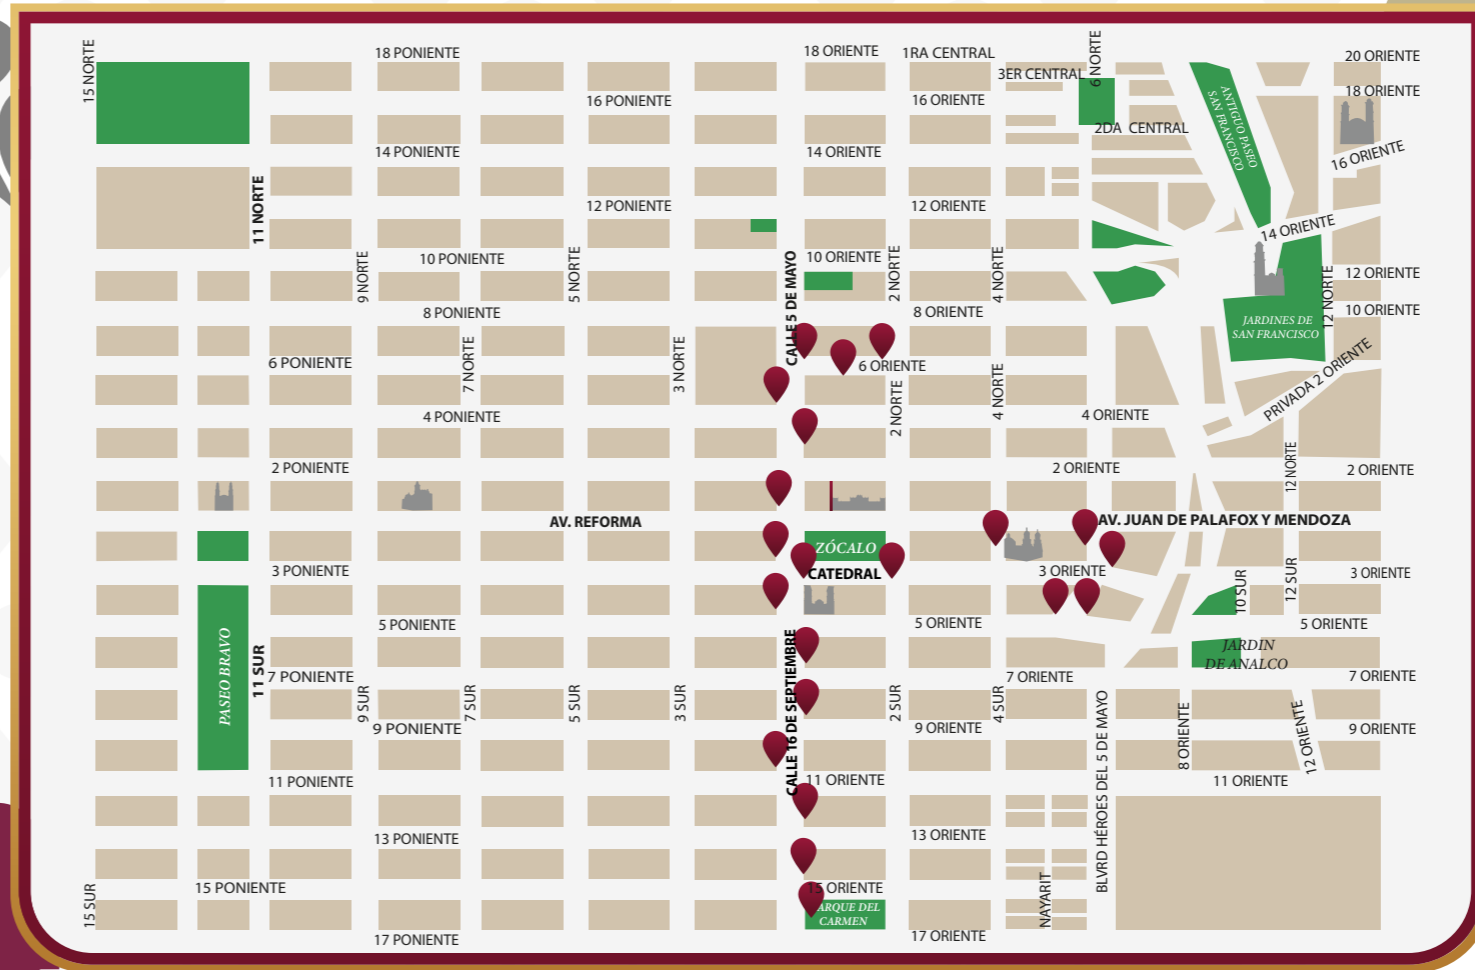 15 NORTE
18 PONIENTE
18 ORIENTE
1RA CENTRAL
3ER CENTRAL
6 NORTE
20 ORIENTE
18 ORIENTE
16 PONIENTE
16 ORIENTE
ANTIGUO PASEO
SAN FRANCISCO
2DA CENTRAL
14 PONIENTE
14 ORIENTE
16 ORIENTE
11 NORTE
12 PONIENTE
12 ORIENTE
14 ORIENTE
10 PONIENTE
10 ORIENTE
9 NORTE
5 NORTE
CALLE 5 DE MAYO
2 NORTE
4 NORTE
12 ORIENTE
12 NORTE
8 PONIENTE
8 ORIENTE
10 ORIENTE
JARDINES DE
SAN FRANCISCO
6 PONIENTE
7 NORTE
3 NORTE
6 ORIENTE
2 NORTE
4 NORTE
PRIVADA 2 ORIENTE
4 PONIENTE
4 ORIENTE
2 PONIENTE
2 ORIENTE
12 NORTE
2 ORIENTE
AV. REFORMA
AV. JUAN DE PALAFOX Y MENDOZA
ZÓCALO
3 PONIENTE
CATEDRAL
3 ORIENTE
10 SUR
12 SUR
3 ORIENTE
5 PONIENTE
5 ORIENTE
5 ORIENTE
PASEO BRAVO
11 SUR
JARDIN
DE ANALCO
7 PONIENTE
7 ORIENTE
7 ORIENTE
9 SUR
7 SUR
5 SUR
3 SUR
CALLE 16 DE SEPTIEMBRE
2 SUR
4 SUR
BLVRD HÉROES DEL 5 DE MAYO
8 ORIENTE
12 ORIENTE
9 PONIENTE
9 ORIENTE
9 ORIENTE
11 PONIENTE
11 ORIENTE
11 ORIENTE
13 PONIENTE
13 ORIENTE
15 SUR
15 PONIENTE
15 ORIENTE
NAYARIT
PARQUE DEL
CARMEN
17 PONIENTE
17 ORIENTE